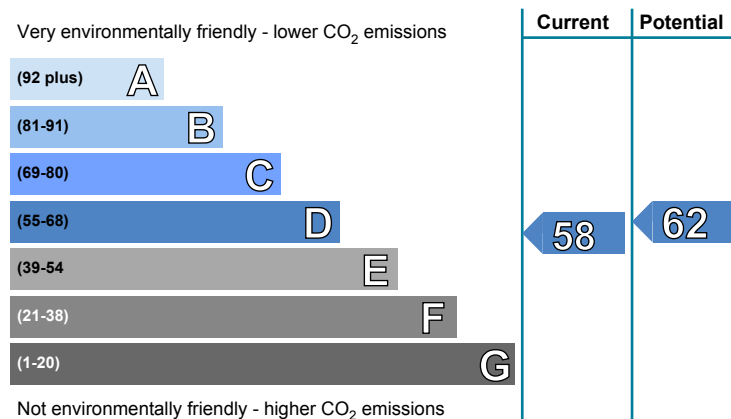 Very environmentally friendly - lower CO₂ emissions
Current
Potential
(92 plus) A
(81-91) B
(69-80) C
(55-68) D
58
62
(39-54 E
(21-38) F
(1-20) G
Not environmentally friendly - higher CO₂ emissions